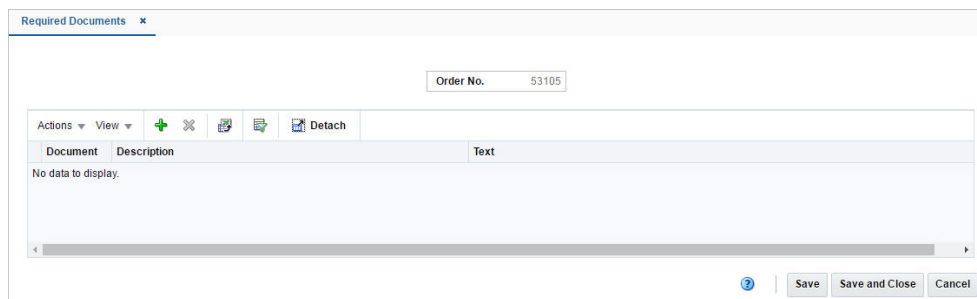 Required Documents ×
Order No. 53105
Actions View Detach
Document Description Text
No data to display.
? Save Save and Close Cancel